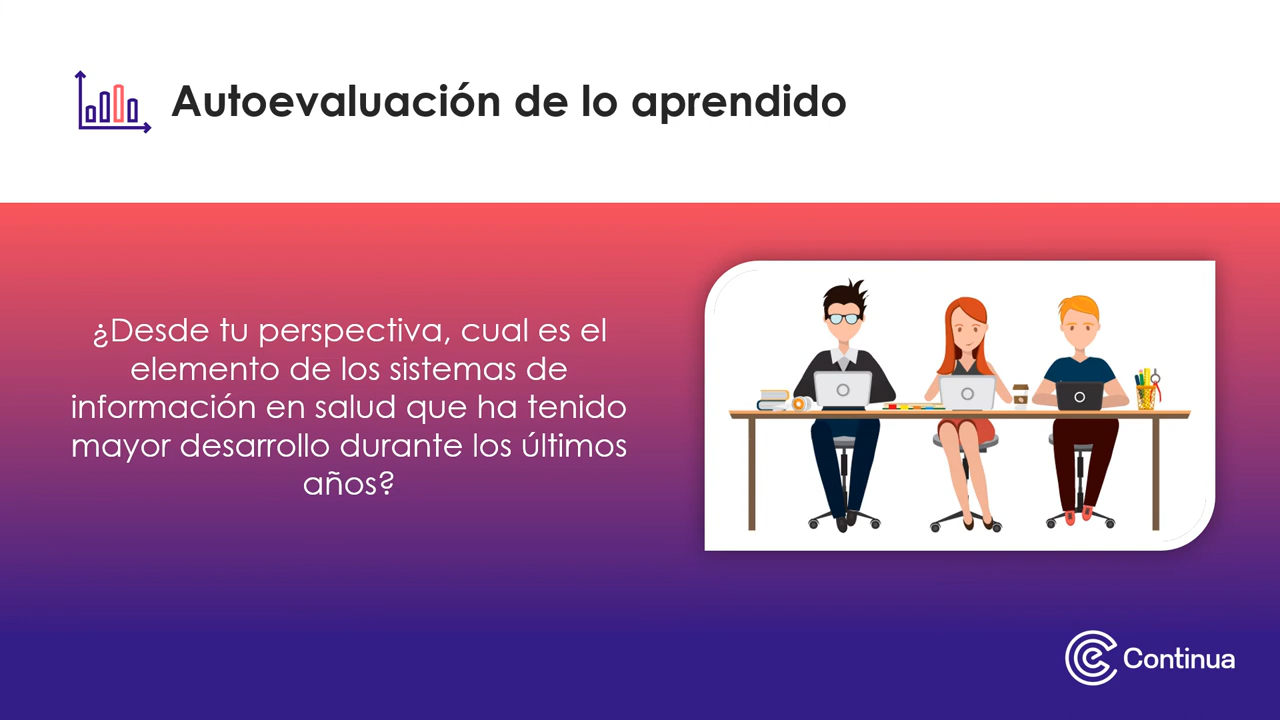 Autoevaluación de lo aprendido
¿Desde tu perspectiva, cual es el
elemento de los sistemas de
información en salud que ha tenido
mayor desarrollo durante los últimos
años?
Continua